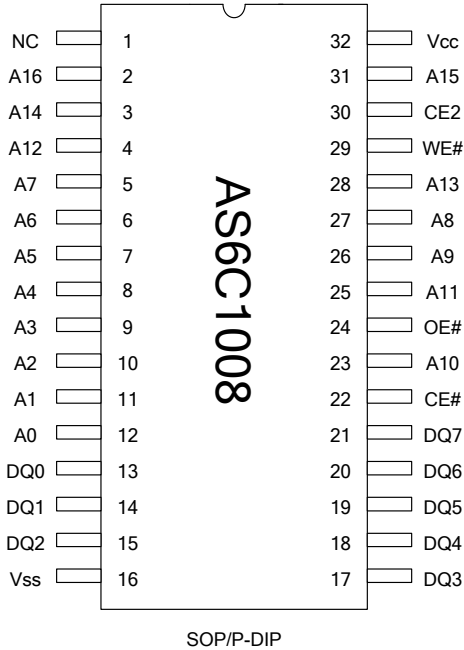 NC 1 32 Vcc
A16 2 31 A15
A14 3 30 CE2
A12 4 29 WE#
A7 5 28 A13
A6 6 27 A8
A5 7 26 A9
A4 8 25 A11
A3 9 24 OE#
A2 10 23 A10
A1 11 22 CE#
A0 12 21 DQ7
DQ0 13 20 DQ6
DQ1 14 19 DQ5
DQ2 15 18 DQ4
Vss 16 17 DQ3
AS6C1008
SOP/P-DIP